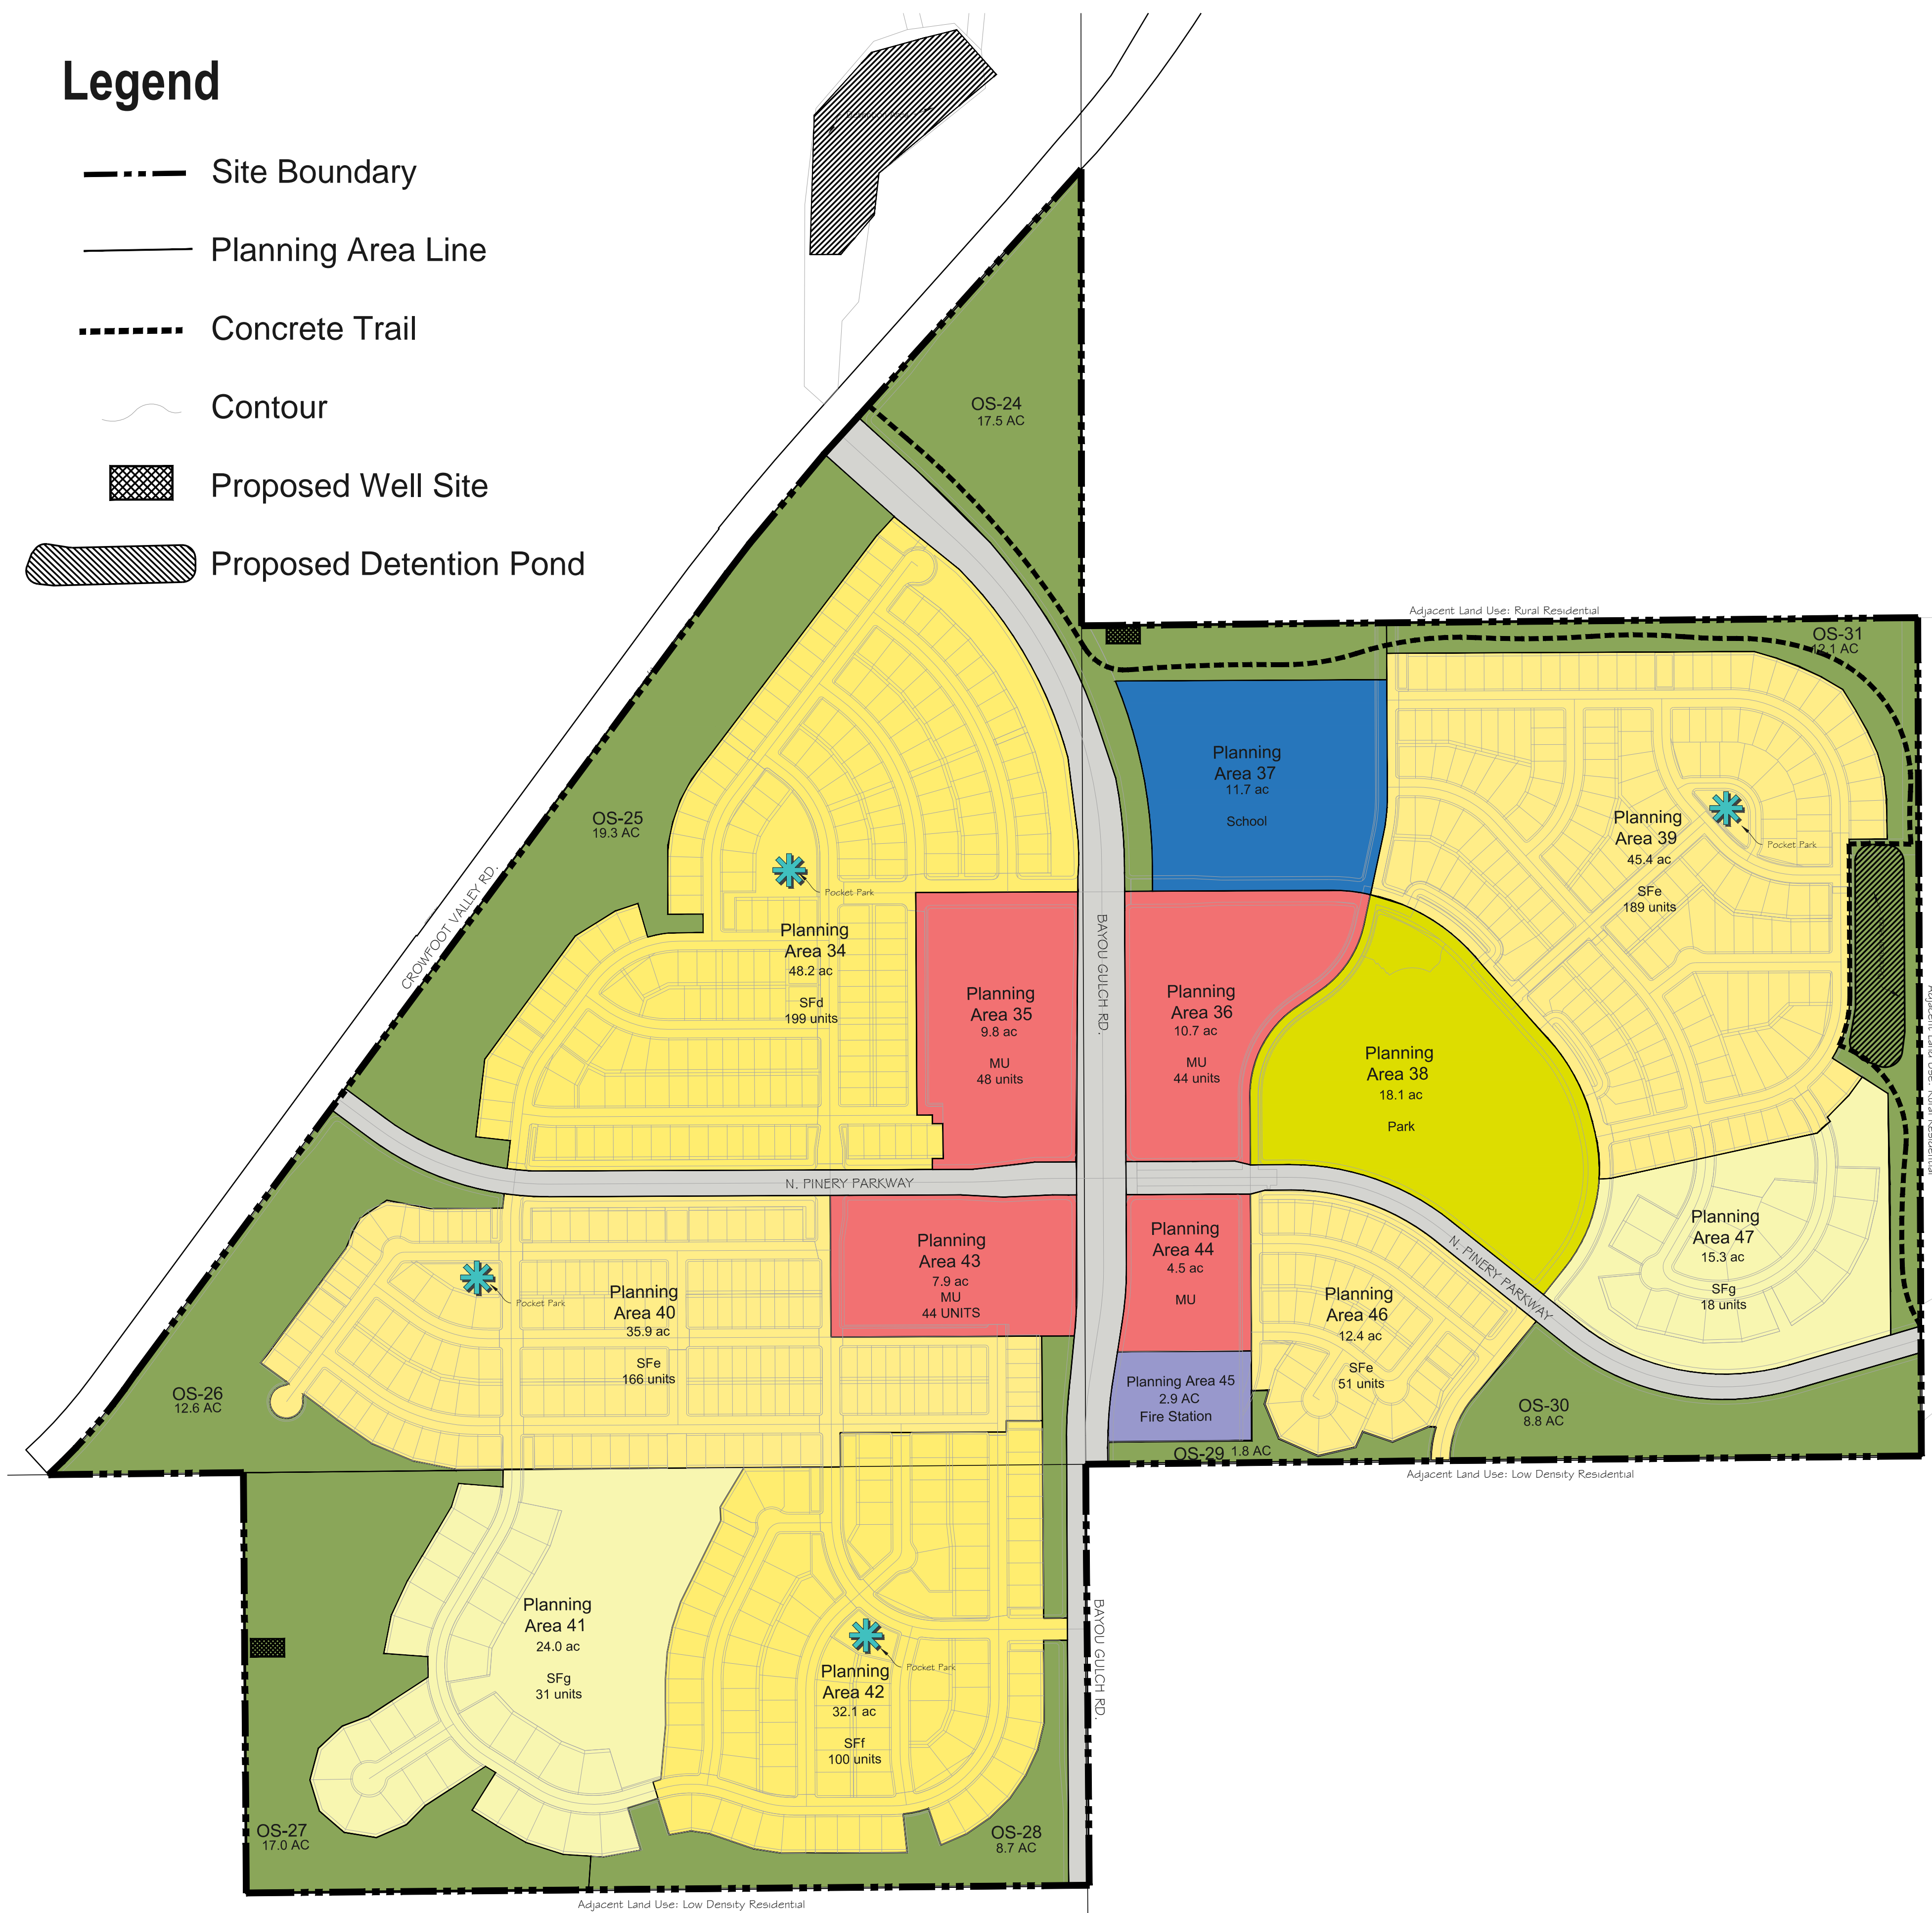 Legend
Site Boundary
Planning Area Line
Concrete Trail
Contour
Proposed Well Site
Proposed Detention Pond
OS-24
17.5 AC
Adjacent Land Use: Rural Residential
OS-31
12.1 AC
Planning
Area 37
11.7 ac
School
OS-25
19.3 AC
Planning
Area 39
45.4 ac
SFe
189 units
Pocket Park
Pocket Park
CROWFOOT VALLEY RD.
Planning
Area 34
48.2 ac
SFd
199 units
Planning
Area 35
9.8 ac
MU
48 units
BAYOU GULCH RD.
Planning
Area 36
10.7 ac
MU
44 units
Planning
Area 38
18.1 ac
Park
Adjacent Land Use: Rural Residential
N. PINERY PARKWAY
Planning
Area 47
15.3 ac
SFg
18 units
Planning
Area 43
7.9 ac
MU
44 UNITS
Planning
Area 44
4.5 ac
MU
N. PINERY PARKWAY
Pocket Park
Planning
Area 40
35.9 ac
SFe
166 units
Planning
Area 46
12.4 ac
SFe
51 units
Planning Area 45
2.9 AC
Fire Station
OS-26
12.6 AC
OS-30
8.8 AC
OS-29 1.8 AC
Adjacent Land Use: Low Density Residential
Planning
Area 41
24.0 ac
SFg
31 units
BAYOU GULCH RD.
Pocket Park
Planning
Area 42
32.1 ac
SFf
100 units
OS-27
17.0 AC
OS-28
8.7 AC
Adjacent Land Use: Low Density Residential